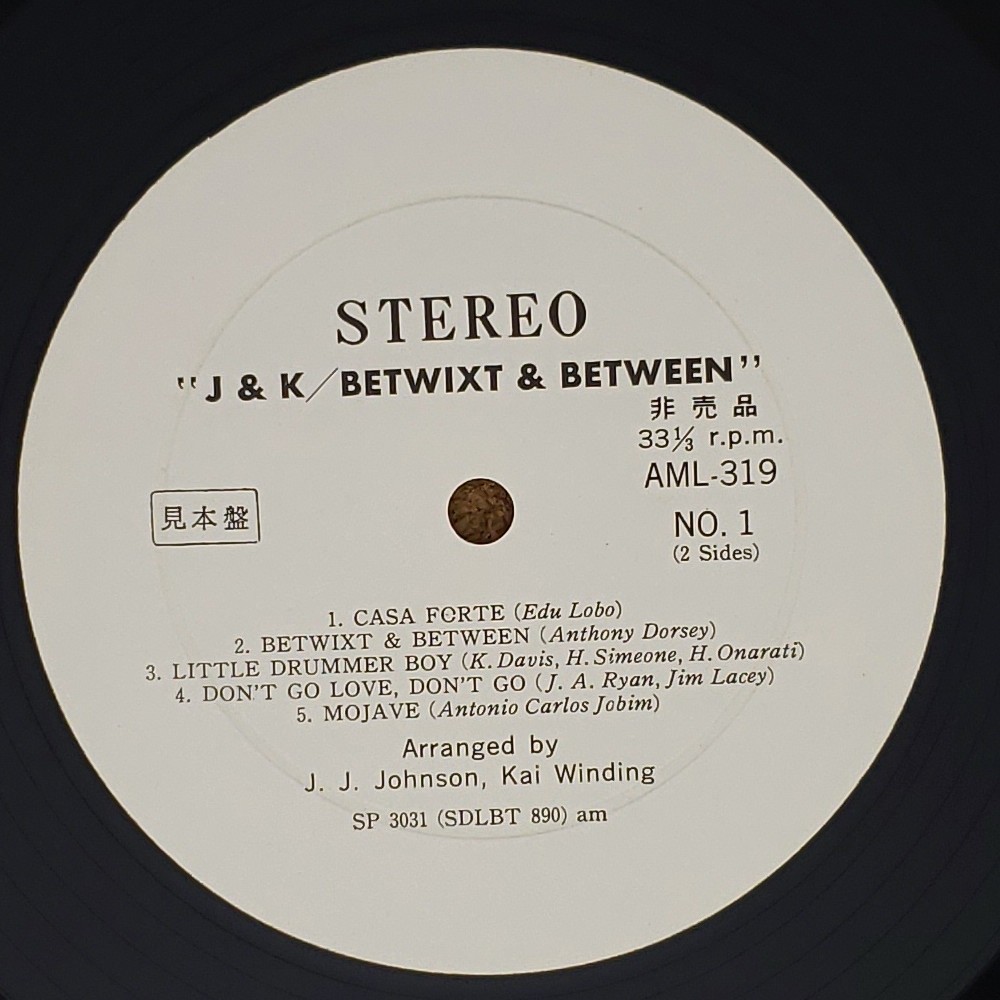 STEREO
"J & K/BETWIXT & BETWEEN"
非売品
33⅓ r.p.m.
AML-319
見本盤
NO. 1
(2 Sides)
1. CASA FORTE (Edu Lobo)
2. BETWIXT & BETWEEN (Anthony Dorsey)
3. LITTLE DRUMMER BOY (K. Davis, H. Simeone, H. Onarati)
4. DON'T GO LOVE, DON'T GO (J. A. Ryan, Jim Lacey)
5. MOJAVE (Antonio Carlos Jobim)
Arranged by
J. J. Johnson, Kai Winding
SP 3031 (SDLBT 890) am